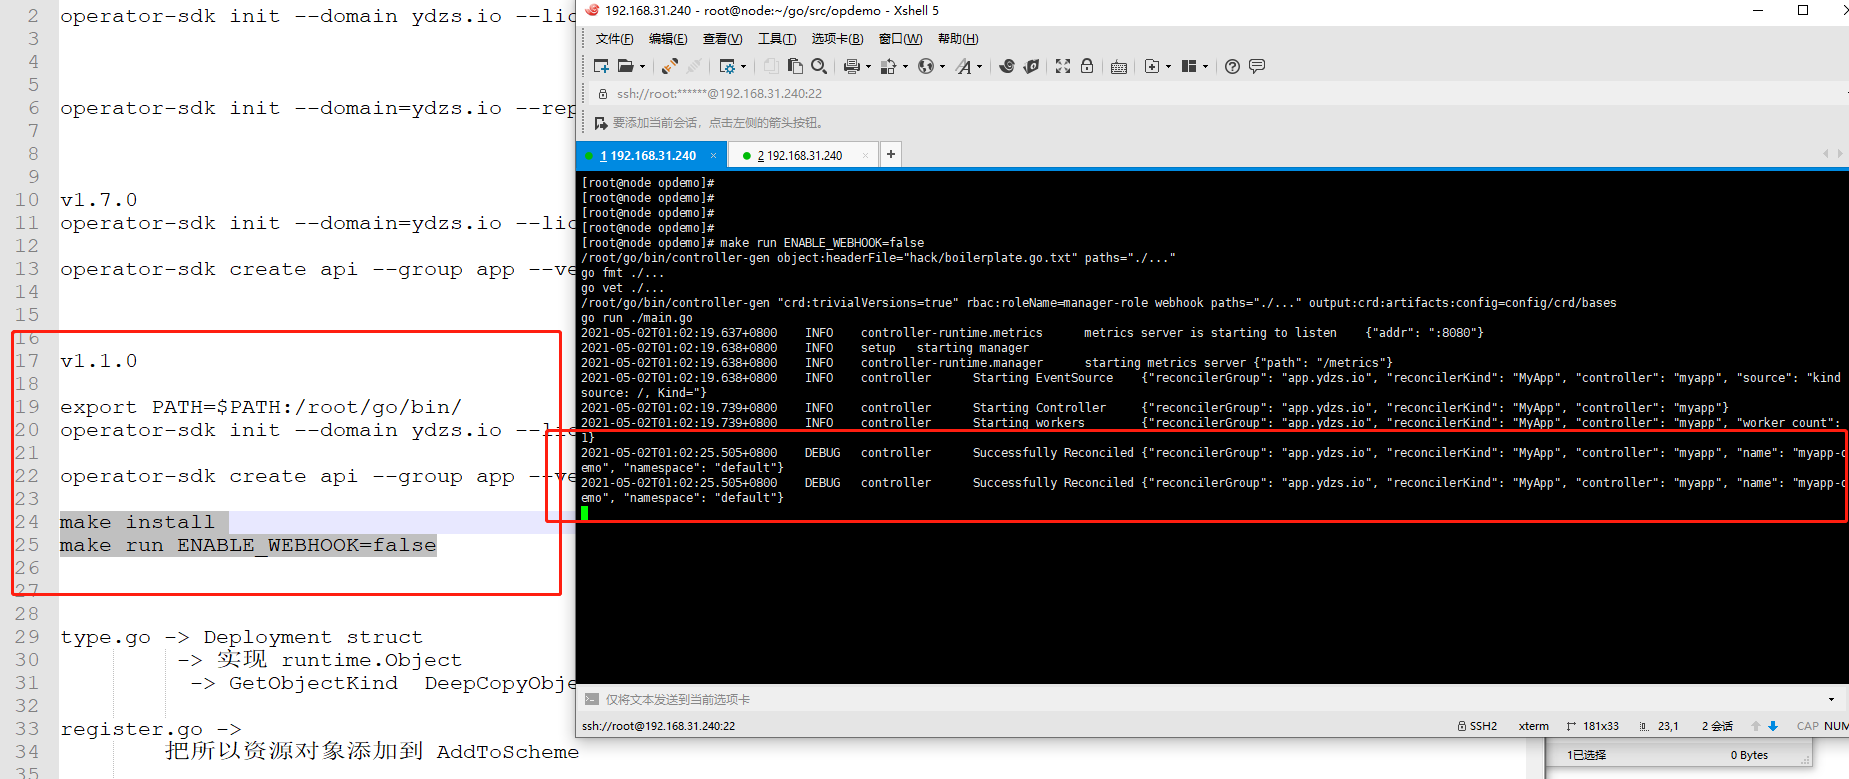 2 operator-sdk init --domain ydzs.io --lic
3
4
5
6 operator-sdk init --domain=ydzs.io --rep
7
8
9
10 v1.7.0
11 operator-sdk init --domain=ydzs.io --lic
12
13 operator-sdk create api --group app --ve
14
15
16
17 v1.1.0
18
19 export PATH=$PATH:/root/go/bin/
20 operator-sdk init --domain ydzs.io --lic
21
22 operator-sdk create api --group app --ve
23
24 make install
25 make run ENABLE_WEBHOOK=false
26
27
28
29 type.go -> Deployment struct
30 -> 实现 runtime.Object
31 -> GetObjectKind DeepCopyObje
32
33 register.go ->
34 把所以资源对象添加到 AddToScheme
35
192.168.31.240 - root@node:~/go/src/opdemo - Xshell 5
文件(F) 编辑(E) 查看(V) 工具(T) 选项卡(B) 窗口(W) 帮助(H)
ssh://root:******@192.168.31.240:22
要添加当前会话，点击左侧的箭头按钮。
1 192.168.31.240 × 2 192.168.31.240 × +
[root@node opdemo]#
[root@node opdemo]#
[root@node opdemo]#
[root@node opdemo]#
[root@node opdemo]# make run ENABLE_WEBHOOK=false
/root/go/bin/controller-gen object:headerFile="hack/boilerplate.go.txt" paths="./..."
go fmt ./...
go vet ./...
/root/go/bin/controller-gen "crd:trivialVersions=true" rbac:roleName=manager-role webhook paths="./..." output:crd:artifacts:config=config/crd/bases
go run ./main.go
2021-05-02T01:02:19.637+0800 INFO controller-runtime.metrics metrics server is starting to listen {"addr": ":8080"}
2021-05-02T01:02:19.638+0800 INFO setup starting manager
2021-05-02T01:02:19.638+0800 INFO controller-runtime.manager starting metrics server {"path": "/metrics"}
2021-05-02T01:02:19.638+0800 INFO controller Starting EventSource {"reconcilerGroup": "app.ydzs.io", "reconcilerKind": "MyApp", "controller": "myapp", "source": "kind
source: /, Kind="}
2021-05-02T01:02:19.739+0800 INFO controller Starting Controller {"reconcilerGroup": "app.ydzs.io", "reconcilerKind": "MyApp", "controller": "myapp"}
2021-05-02T01:02:19.739+0800 INFO controller Starting workers {"reconcilerGroup": "app.ydzs.io", "reconcilerKind": "MyApp", "controller": "myapp", "worker count":
1}
2021-05-02T01:02:25.505+0800 DEBUG controller Successfully Reconciled {"reconcilerGroup": "app.ydzs.io", "reconcilerKind": "MyApp", "controller": "myapp", "name": "myapp-d
emo", "namespace": "default"}
2021-05-02T01:02:25.505+0800 DEBUG controller Successfully Reconciled {"reconcilerGroup": "app.ydzs.io", "reconcilerKind": "MyApp", "controller": "myapp", "name": "myapp-d
emo", "namespace": "default"}
仅将文本发送到当前选项卡
ssh://root@192.168.31.240:22 SSH2 xterm 181x33 23,1 2 会话 CAP NUM
1已选择 0 Bytes